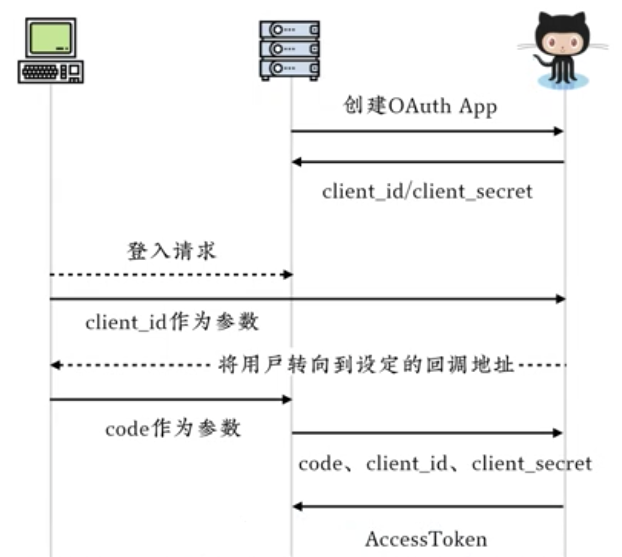 创建OAuth App
client_id/client_secret
登入请求
client_id作为参数
将用户转向到设定的回调地址
code作为参数
code、client_id、client_secret
AccessToken